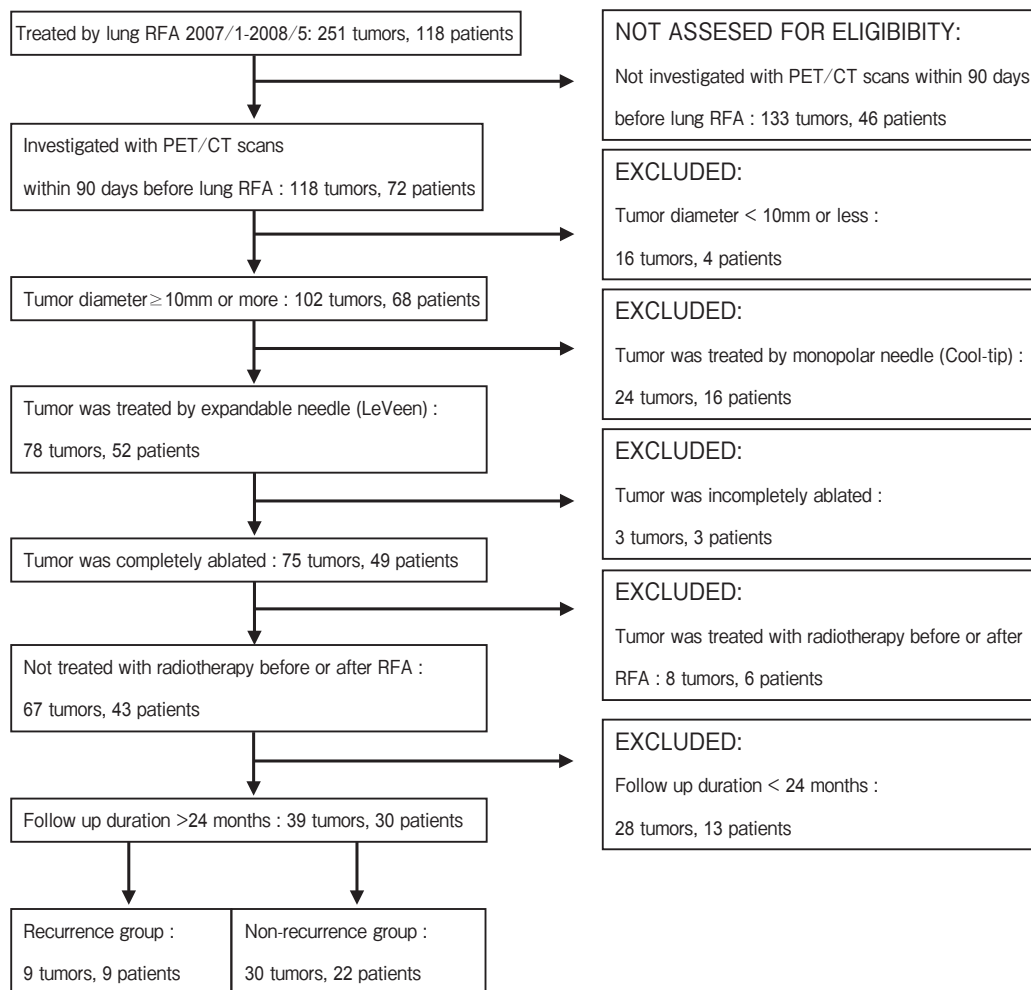 Treated by lung RFA 2007/1-2008/5: 251 tumors, 118 patients
NOT ASSESED FOR ELIGIBIBITY:
Not investigated with PET/CT scans within 90 days
before lung RFA : 133 tumors, 46 patients
Investigated with PET/CT scans
within 90 days before lung RFA : 118 tumors, 72 patients
EXCLUDED:
Tumor diameter < 10mm or less :
16 tumors, 4 patients
Tumor diameter≥10mm or more : 102 tumors, 68 patients
EXCLUDED:
Tumor was treated by monopolar needle (Cool-tip) :
24 tumors, 16 patients
Tumor was treated by expandable needle (LeVeen) :
78 tumors, 52 patients
EXCLUDED:
Tumor was incompletely ablated :
3 tumors, 3 patients
Tumor was completely ablated : 75 tumors, 49 patients
EXCLUDED:
Tumor was treated with radiotherapy before or after
RFA : 8 tumors, 6 patients
Not treated with radiotherapy before or after RFA :
67 tumors, 43 patients
EXCLUDED:
Follow up duration < 24 months :
28 tumors, 13 patients
Follow up duration >24 months : 39 tumors, 30 patients
Recurrence group :
9 tumors, 9 patients
Non-recurrence group :
30 tumors, 22 patients